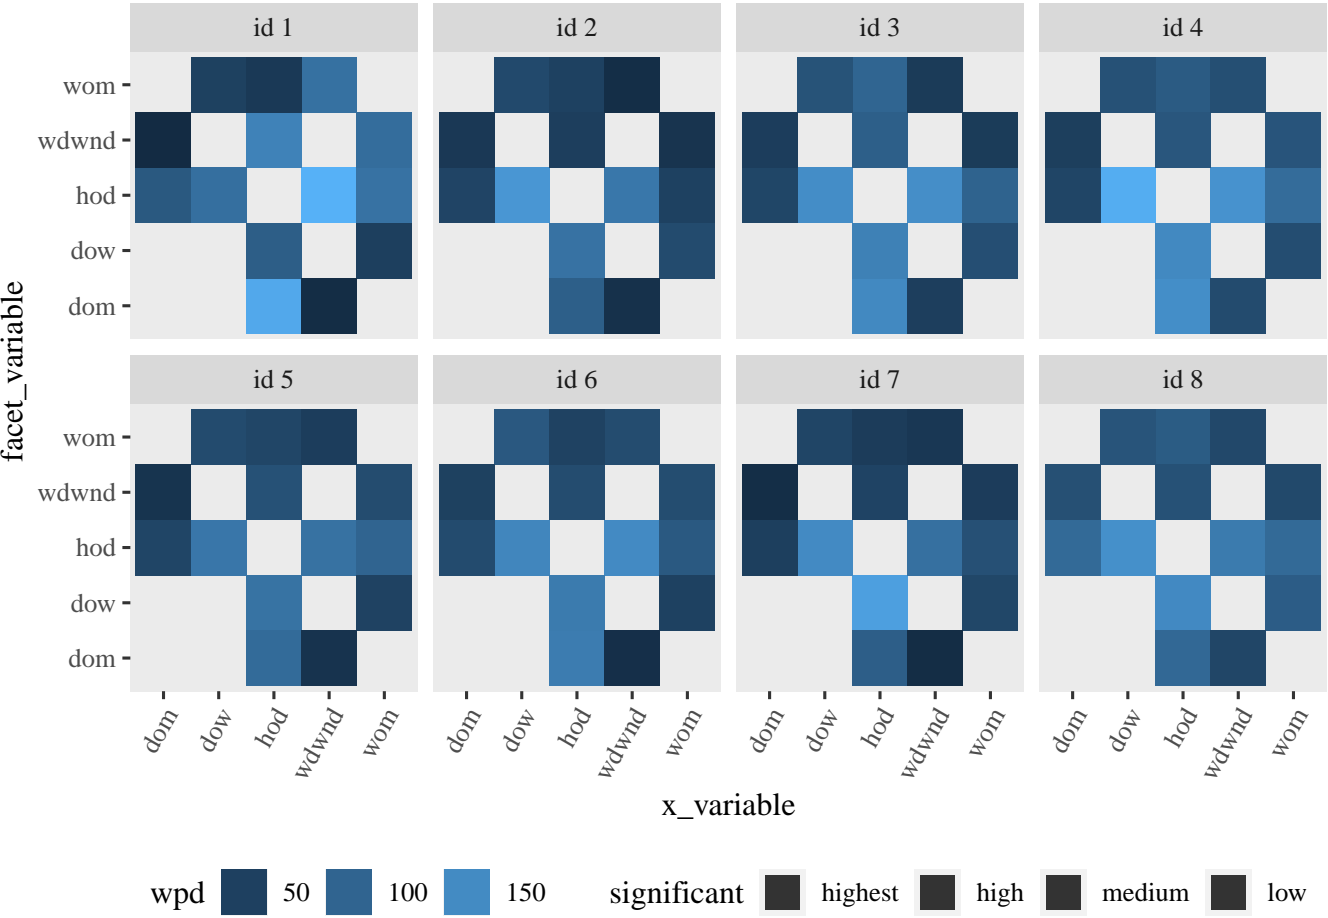 id 1 id 2 id 3 id 4
wom
wdwnd
hod
dow
dom
facet_variable
id 5 id 6 id 7 id 8
wom
wdwnd
hod
dow
dom
dom dow hod wdwnd wom dom dow hod wdwnd wom dom dow hod wdwnd wom dom dow hod wdwnd wom
x_variable
wpd 50 100 150 significant highest high medium low